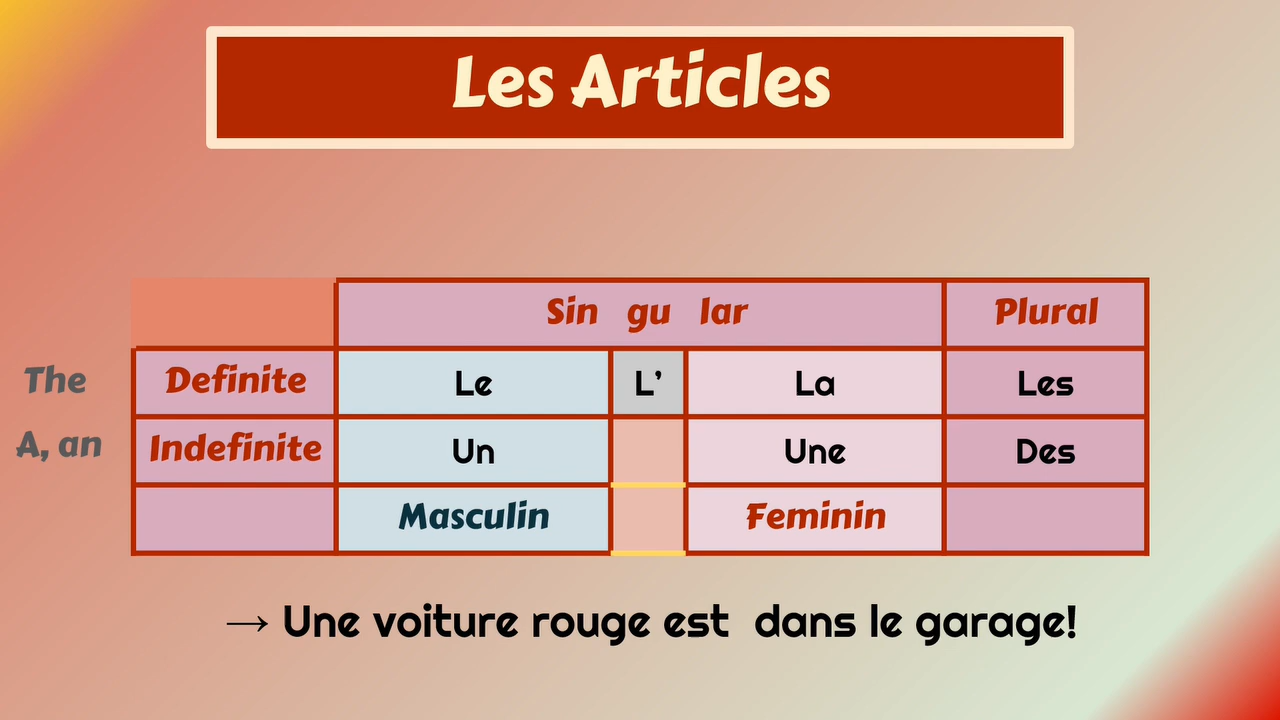 Les Articles
Sin gu lar Plural
The Definite Le L’ La Les
A, an Indefinite Un Une Des
Masculin Feminin
→ Une voiture rouge est dans le garage!